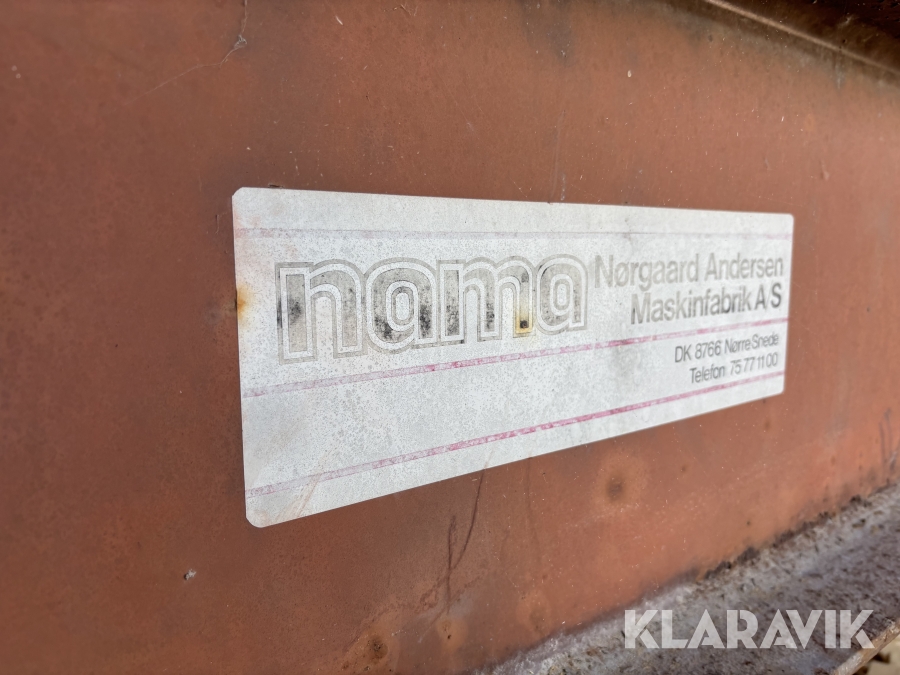 nama
Nørgaard Andersen
Maskinfabrik A/S
DK 8766 Nørre Snede
Telefon 75 77 11 00
KLARAVIK